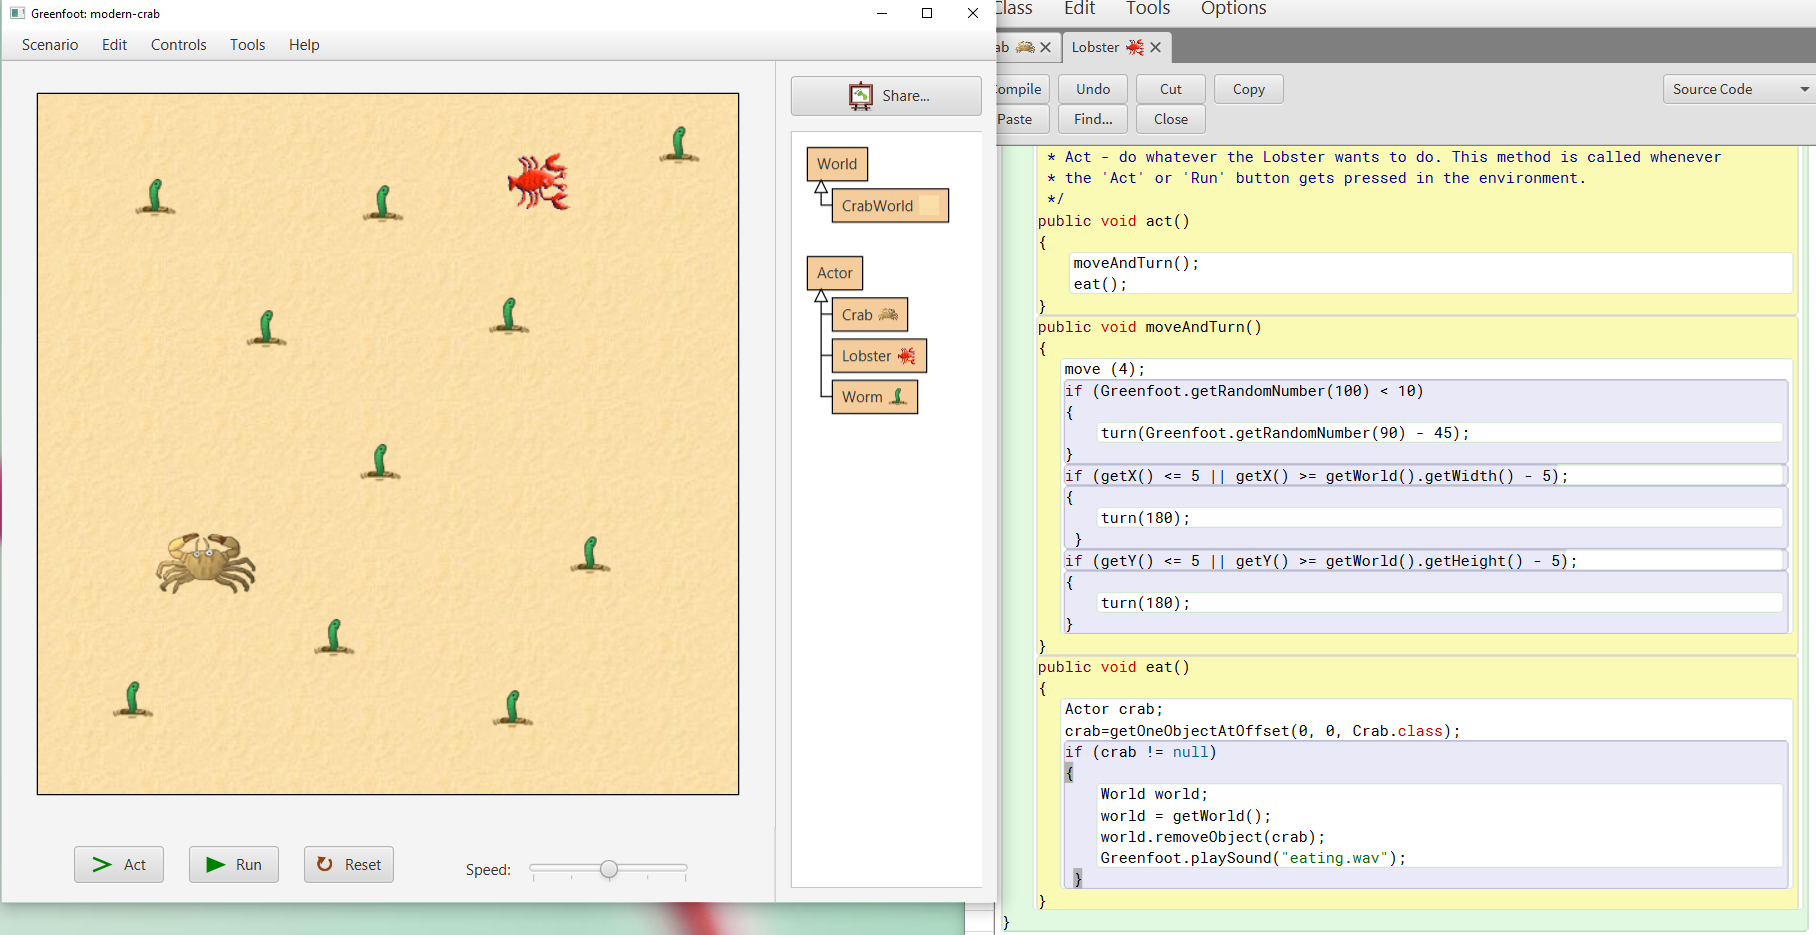 Greenfoot: modern-crab
Scenario Edit Controls Tools Help
Share...
World
CrabWorld
Actor
Crab
Lobster
Worm
Act
Run
Reset
Speed:
Edit Tools Options
Lobster
Undo Cut Copy
Source Code
Paste Find... Close
* Act - do whatever the Lobster wants to do. This method is called whenever
* the 'Act' or 'Run' button gets pressed in the environment.
*/
public void act()
{
moveAndTurn();
eat();
}
public void moveAndTurn()
{
move (4);
if (Greenfoot.getRandomNumber(100) < 10)
{
turn(Greenfoot.getRandomNumber(90) - 45);
}
if (getX() <= 5 || getX() >= getWorld().getWidth() - 5);
{
turn(180);
}
if (getY() <= 5 || getY() >= getWorld().getHeight() - 5);
{
turn(180);
}
}
public void eat()
{
Actor crab;
crab=getOneObjectAtOffset(0, 0, Crab.class);
if (crab != null)
{
World world;
world = getWorld();
world.removeObject(crab);
Greenfoot.playSound("eating.wav");
}
}
}